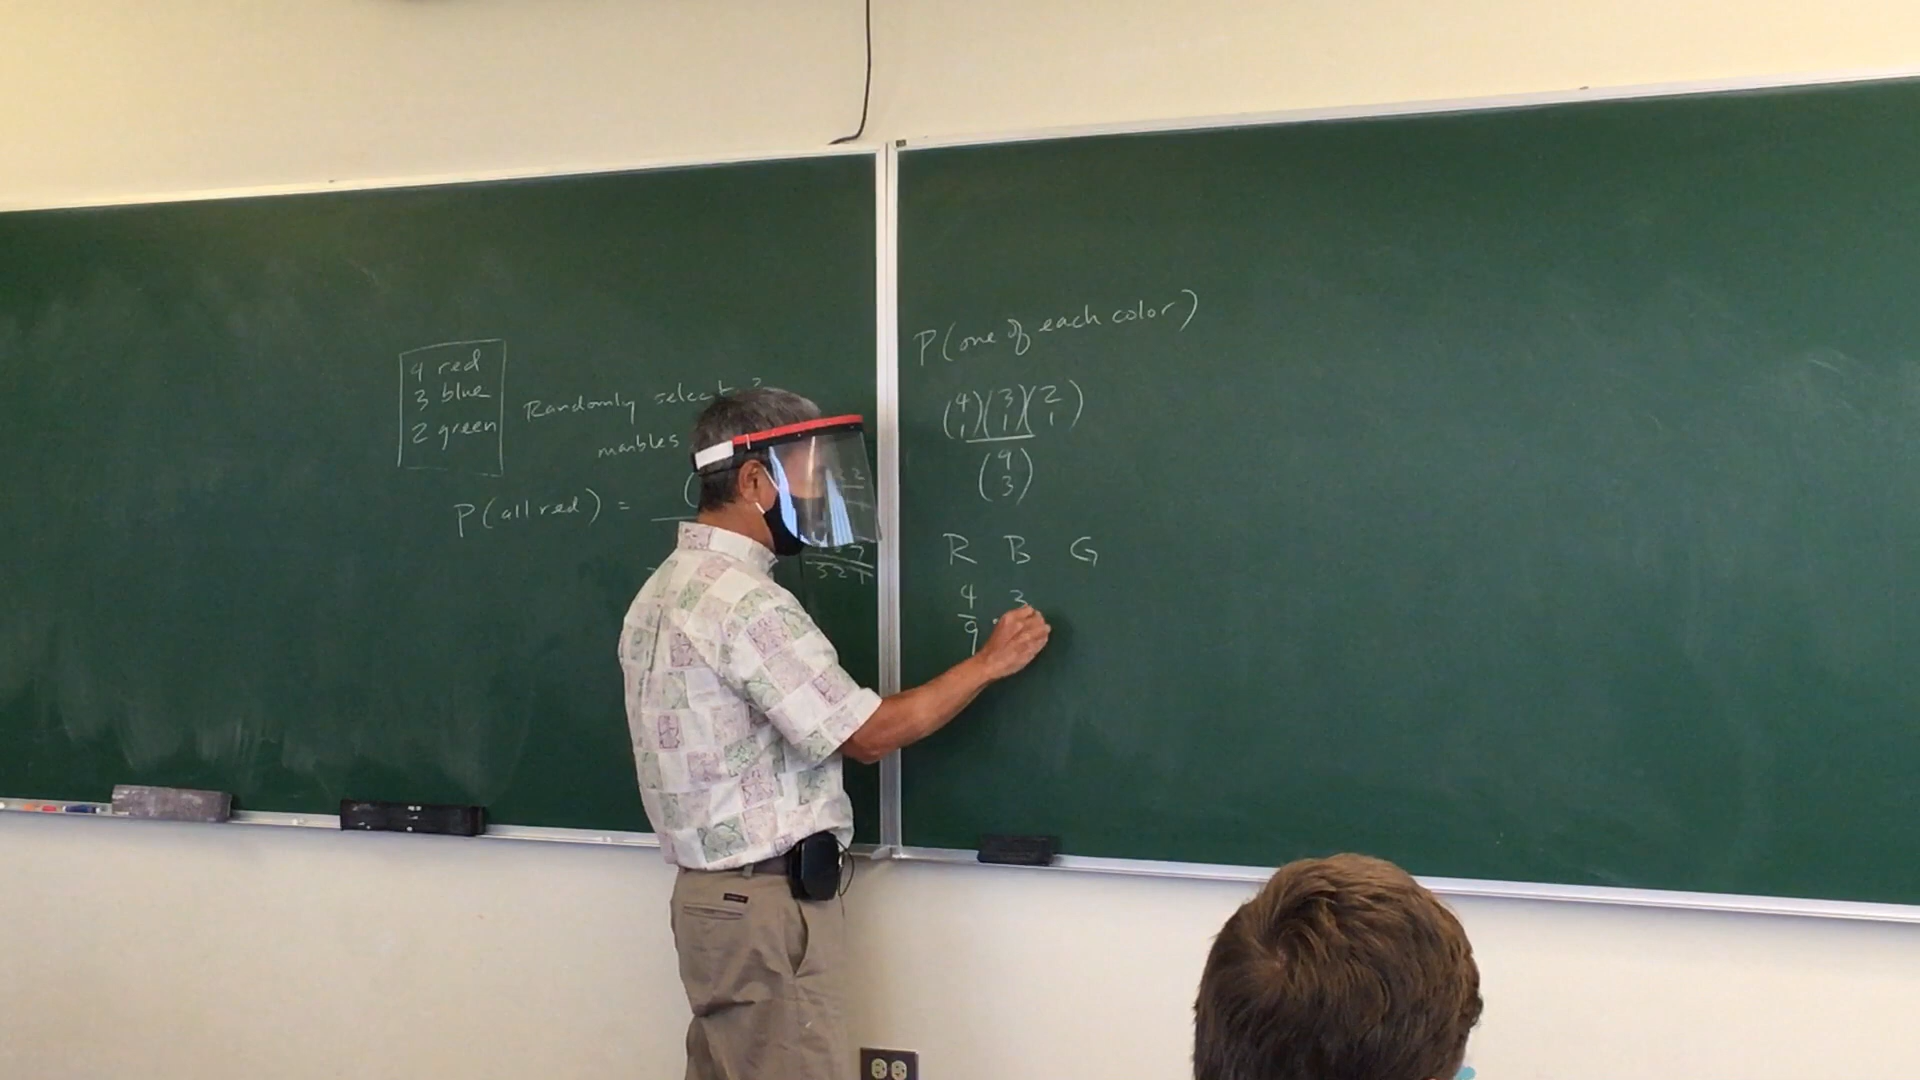 4 red
3 blue
2 green
Randomly select
marbles
P(all red) = (
P(one of each color)
(4 1)(3 1)(2 1)
(9 3)
R B G
4 3
9 .